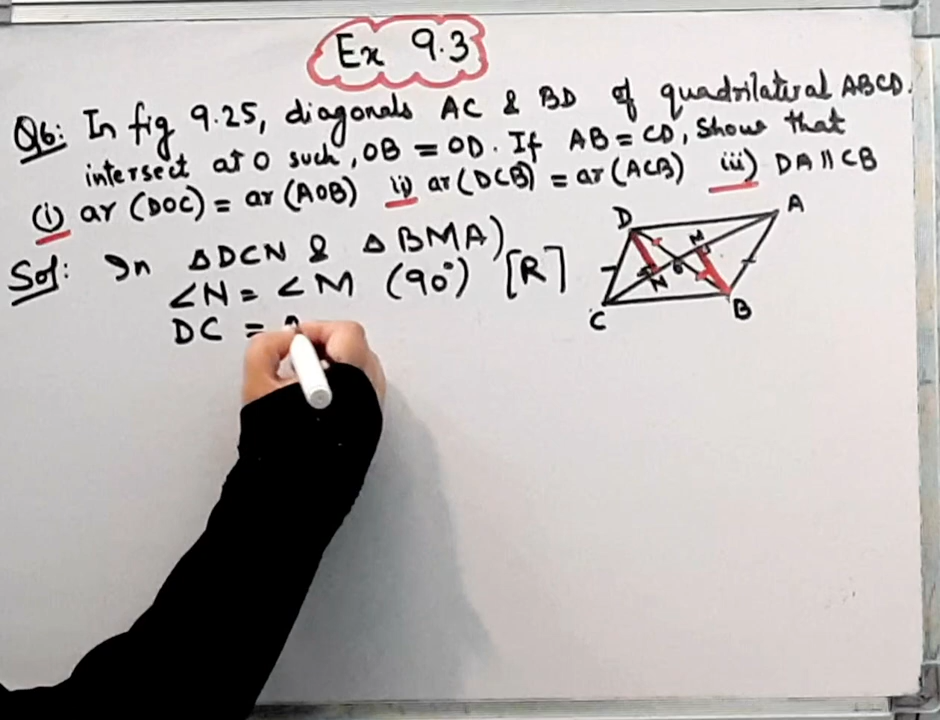 Ex 9.3
Q6: In fig 9.25, diagonals AC & BD of quadrilateral ABCD.
intersect at O such, OB = OD. If AB = CD, Show that
(i) ar (DOC) = ar (AOB) ii) ar (DCB) = ar (ACB) iii) DA || CB
Sol: In ΔDCN & ΔBMA)
∠N = ∠M (90°) [R]
DC =
D A
M
O
N
C B